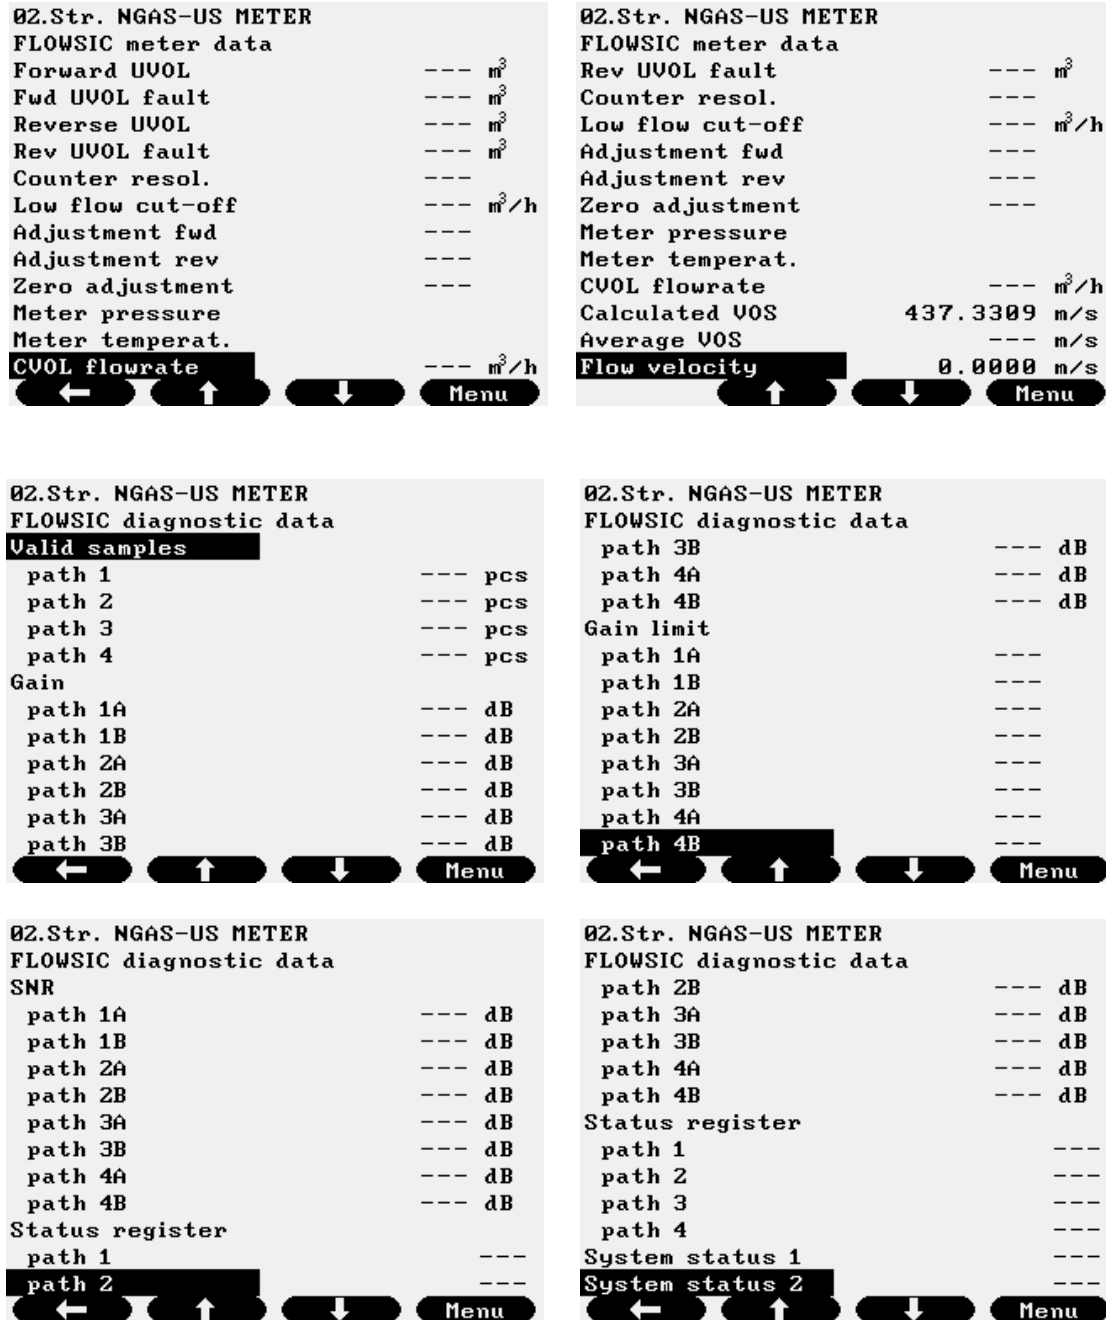 02.Str. NGAS-US METER
FLOWSIC meter data
Forward UVOL --- m³
Fwd UVOL fault --- m³
Reverse UVOL --- m³
Rev UVOL fault --- m³
Counter resol. ---
Low flow cut-off --- m³/h
Adjustment fwd ---
Adjustment rev ---
Zero adjustment ---
Meter pressure
Meter temperat.
CVOL flowrate --- m³/h
← ↑ ↓ Menu
02.Str. NGAS-US METER
FLOWSIC meter data
Rev UVOL fault --- m³
Counter resol. ---
Low flow cut-off --- m³/h
Adjustment fwd ---
Adjustment rev ---
Zero adjustment ---
Meter pressure
Meter temperat.
CVOL flowrate --- m³/h
Calculated VOS 437.3309 m/s
Average VOS --- m/s
Flow velocity 0.0000 m/s
↑ ↓ Menu
02.Str. NGAS-US METER
FLOWSIC diagnostic data
Valid samples
path 1 --- pcs
path 2 --- pcs
path 3 --- pcs
path 4 --- pcs
Gain
path 1A --- dB
path 1B --- dB
path 2A --- dB
path 2B --- dB
path 3A --- dB
path 3B --- dB
← ↑ ↓ Menu
02.Str. NGAS-US METER
FLOWSIC diagnostic data
path 3B --- dB
path 4A --- dB
path 4B --- dB
Gain limit
path 1A ---
path 1B ---
path 2A ---
path 2B ---
path 3A ---
path 3B ---
path 4A ---
path 4B ---
← ↑ ↓ Menu
02.Str. NGAS-US METER
FLOWSIC diagnostic data
SNR
path 1A --- dB
path 1B --- dB
path 2A --- dB
path 2B --- dB
path 3A --- dB
path 3B --- dB
path 4A --- dB
path 4B --- dB
Status register
path 1 ---
path 2 ---
← ↑ ↓ Menu
02.Str. NGAS-US METER
FLOWSIC diagnostic data
path 2B --- dB
path 3A --- dB
path 3B --- dB
path 4A --- dB
path 4B --- dB
Status register
path 1 ---
path 2 ---
path 3 ---
path 4 ---
System status 1 ---
System status 2 ---
← ↑ ↓ Menu